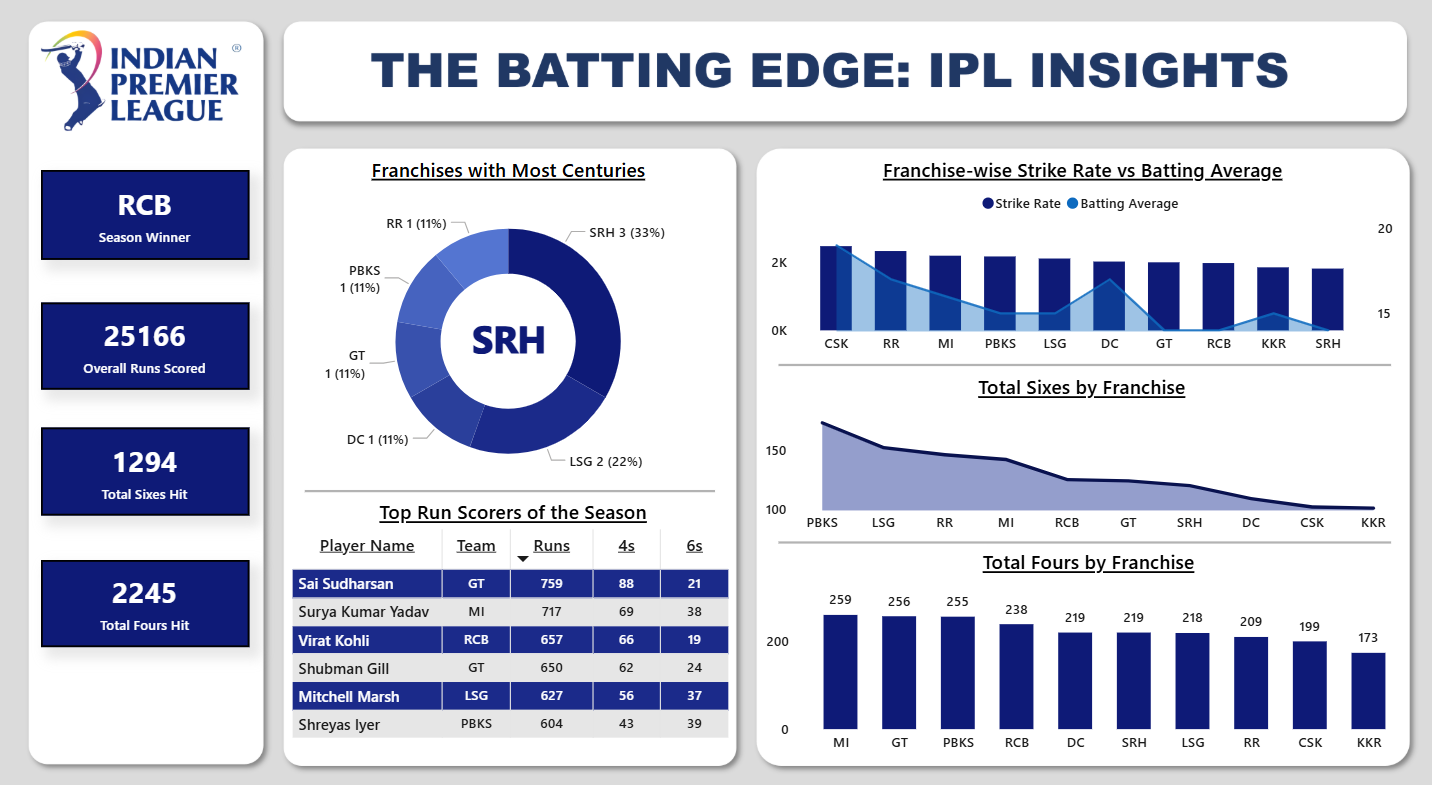 INDIAN
PREMIER
LEAGUE
®
THE BATTING EDGE: IPL INSIGHTS
RCB
Season Winner
25166
Overall Runs Scored
1294
Total Sixes Hit
2245
Total Fours Hit
Franchises with Most Centuries
RR 1 (11%)
SRH 3 (33%)
PBKS
1 (11%)
SRH
GT
1 (11%)
DC 1 (11%)
LSG 2 (22%)
Top Run Scorers of the Season
Player Name Team Runs 4s 6s
Sai Sudharsan GT 759 88 21
Surya Kumar Yadav MI 717 69 38
Virat Kohli RCB 657 66 19
Shubman Gill GT 650 62 24
Mitchell Marsh LSG 627 56 37
Shreyas Iyer PBKS 604 43 39
Franchise-wise Strike Rate vs Batting Average
Strike Rate Batting Average
20
2K
15
0K
CSK RR MI PBKS LSG DC GT RCB KKR SRH
Total Sixes by Franchise
150
100
PBKS LSG RR MI RCB GT SRH DC CSK KKR
Total Fours by Franchise
259 256 255 238 219 219 218 209 199 173
200
0
MI GT PBKS RCB DC SRH LSG RR CSK KKR